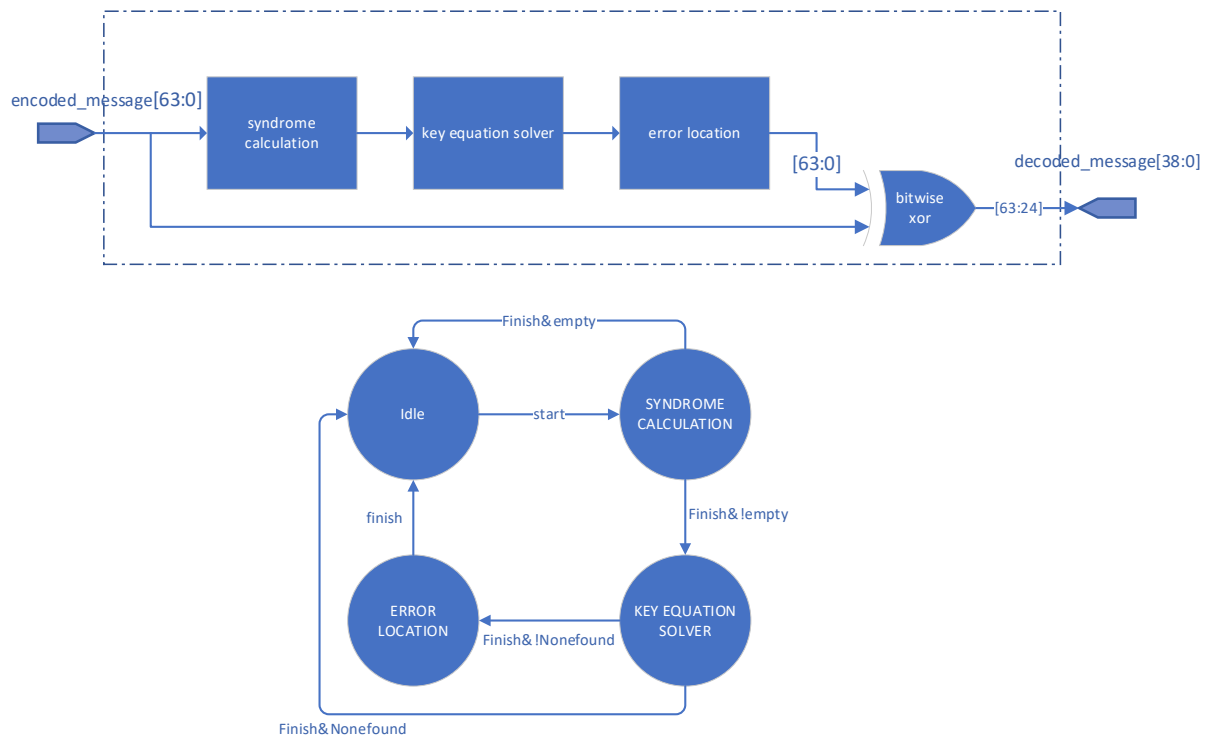 encoded_message[63:0]
syndrome
calculation
key equation solver
error location
[63:0]
decoded_message[38:0]
bitwise
xor
[63:24]
Finish&empty
Idle
start
SYNDROME
CALCULATION
finish
Finish&!empty
ERROR
LOCATION
Finish&!Nonefound
KEY EQUATION
SOLVER
Finish&Nonefound